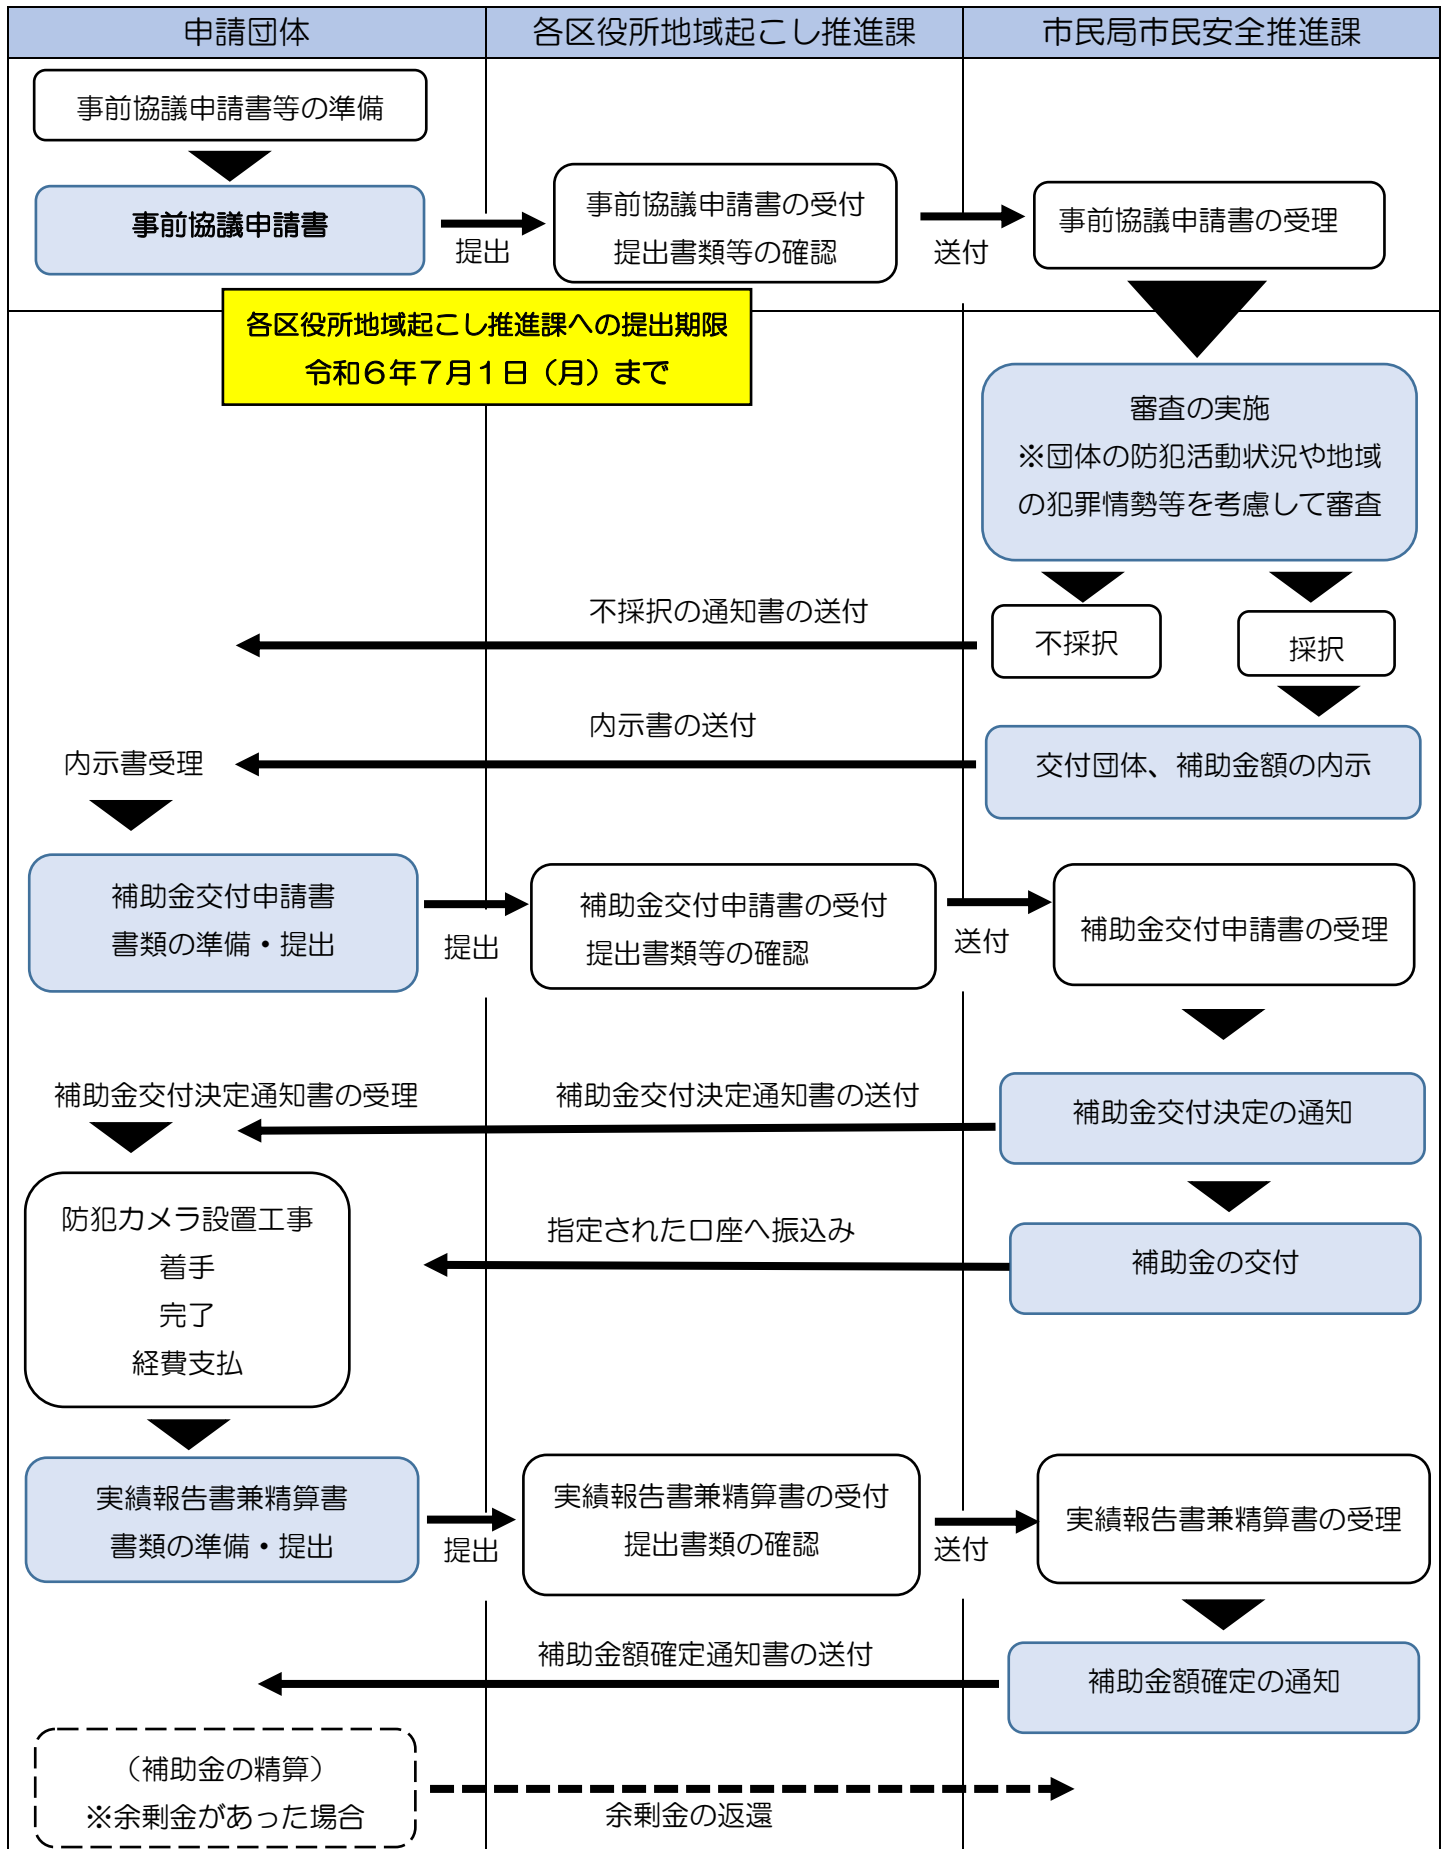 申請団体
各区役所地域起こし推進課
市民局市民安全推進課
事前協議申請書等の準備
事前協議申請書
提出
事前協議申請書の受付
提出書類等の確認
送付
事前協議申請書の受理
各区役所地域起こし推進課への提出期限
令和6年7月1日（月）まで
審査の実施
※団体の防犯活動状況や地域
の犯罪情勢等を考慮して審査
不採択の通知書の送付
不採択
採択
内示書の送付
内示書受理
交付団体、補助金額の内示
補助金交付申請書
書類の準備・提出
提出
補助金交付申請書の受付
提出書類等の確認
送付
補助金交付申請書の受理
補助金交付決定通知書の受理
補助金交付決定通知書の送付
補助金交付決定の通知
防犯カメラ設置工事
着手
完了
経費支払
指定された口座へ振込み
補助金の交付
実績報告書兼精算書
書類の準備・提出
提出
実績報告書兼精算書の受付
提出書類の確認
送付
実績報告書兼精算書の受理
補助金額確定通知書の送付
補助金額確定の通知
（補助金の精算）
※余剰金があった場合
余剰金の返還